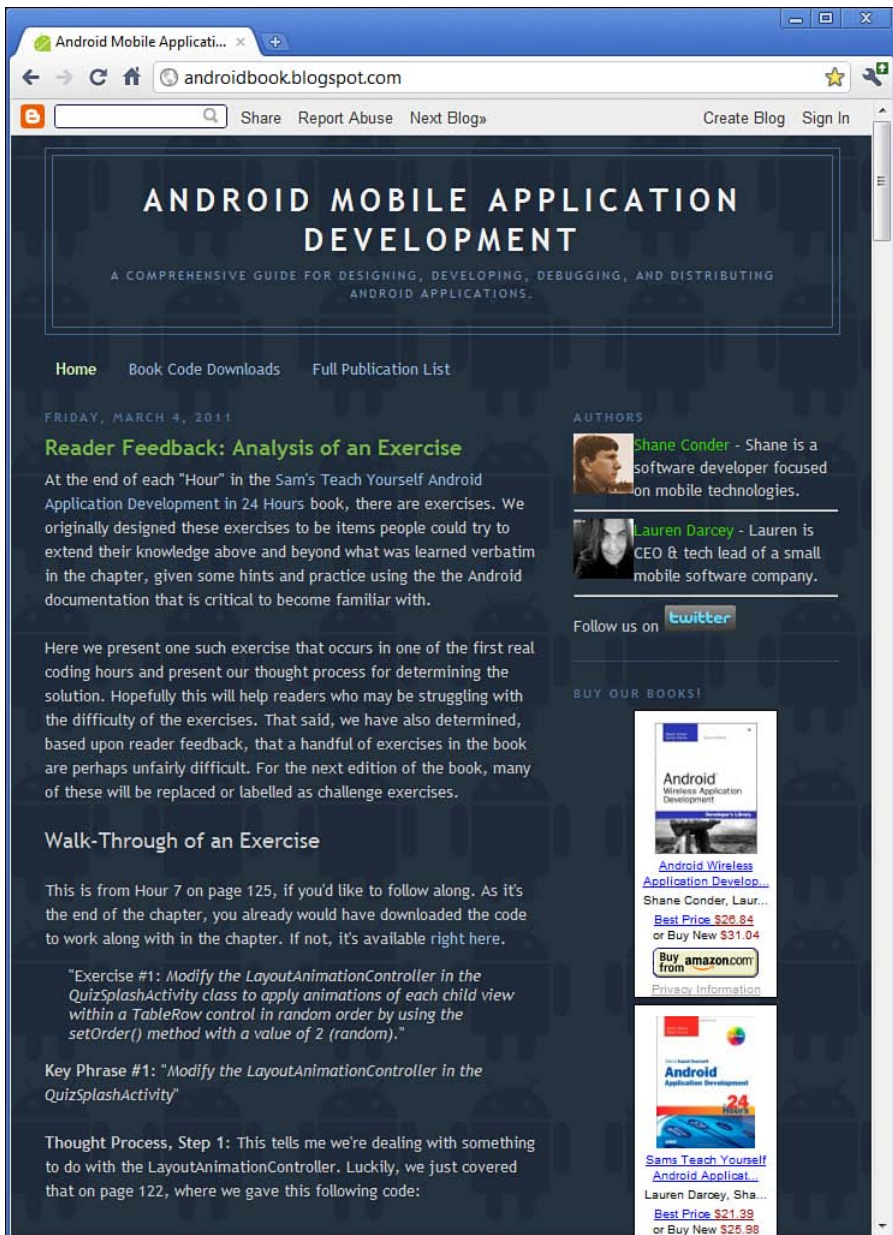 Android Mobile Applicati...
androidbook.blogspot.com
Share Report Abuse Next Blog» Create Blog Sign In
ANDROID MOBILE APPLICATION
DEVELOPMENT
A COMPREHENSIVE GUIDE FOR DESIGNING, DEVELOPING, DEBUGGING, AND DISTRIBUTING
ANDROID APPLICATIONS.
Home Book Code Downloads Full Publication List
FRIDAY, MARCH 4, 2011
Reader Feedback: Analysis of an Exercise
At the end of each "Hour" in the Sam's Teach Yourself Android
Application Development in 24 Hours book, there are exercises. We
originally designed these exercises to be items people could try to
extend their knowledge above and beyond what was learned verbatim
in the chapter, given some hints and practice using the the Android
documentation that is critical to become familiar with.
Here we present one such exercise that occurs in one of the first real
coding hours and present our thought process for determining the
solution. Hopefully this will help readers who may be struggling with
the difficulty of the exercises. That said, we have also determined,
based upon reader feedback, that a handful of exercises in the book
are perhaps unfairly difficult. For the next edition of the book, many
of these will be replaced or labelled as challenge exercises.
Walk-Through of an Exercise
This is from Hour 7 on page 125, if you'd like to follow along. As it's
the end of the chapter, you already would have downloaded the code
to work along with in the chapter. If not, it's available right here.
"Exercise #1: Modify the LayoutAnimationController in the
QuizSplashActivity class to apply animations of each child view
within a TableRow control in random order by using the
setOrder() method with a value of 2 (random)."
Key Phrase #1: "Modify the LayoutAnimationController in the
QuizSplashActivity"
Thought Process, Step 1: This tells me we're dealing with something
to do with the LayoutAnimationController. Luckily, we just covered
that on page 122, where we gave this following code:
AUTHORS
Shane Conder - Shane is a
software developer focused
on mobile technologies.
Lauren Darcey - Lauren is
CEO & tech lead of a small
mobile software company.
Follow us on twitter
BUY OUR BOOKS!
Android
Wireless Application
Development
Developer's Library
Android Wireless
Application Develop...
Shane Conder, Laur...
Best Price $26.84
or Buy New $31.04
Buy from amazon.com
Privacy Information
Android
Application Development
24
Hours
Sams Teach Yourself
Android Applicat...
Lauren Darcey, Sha...
Best Price $21.39
or Buy New $25.98